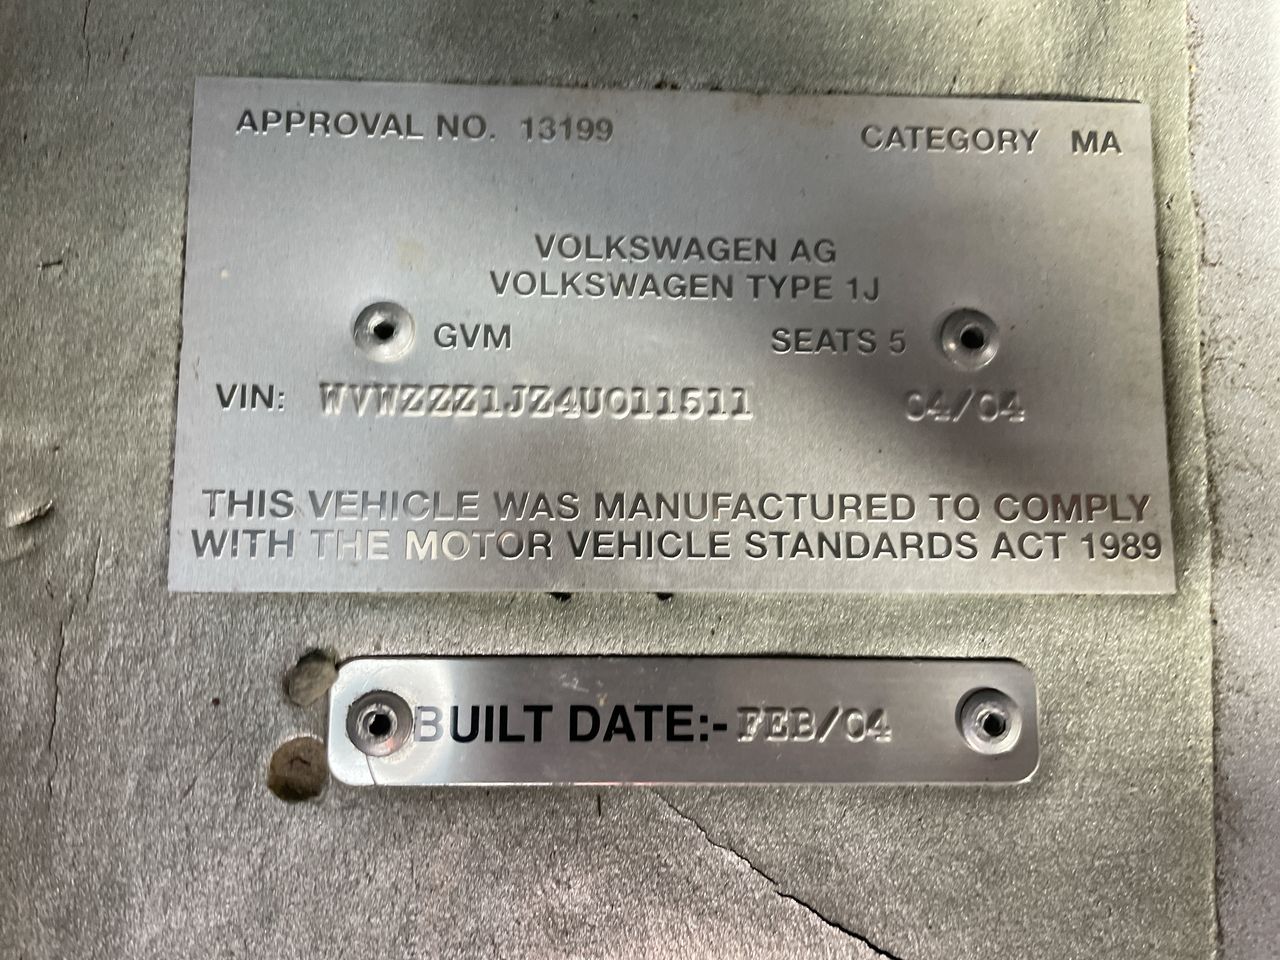 APPROVAL NO. 13199 CATEGORY MA
VOLKSWAGEN AG
VOLKSWAGEN TYPE 1J
GVM SEATS 5
VIN: WVWZZZ1JZ4U011511 04/04
THIS VEHICLE WAS MANUFACTURED TO COMPLY
WITH THE MOTOR VEHICLE STANDARDS ACT 1989
BUILT DATE:- FEB/04